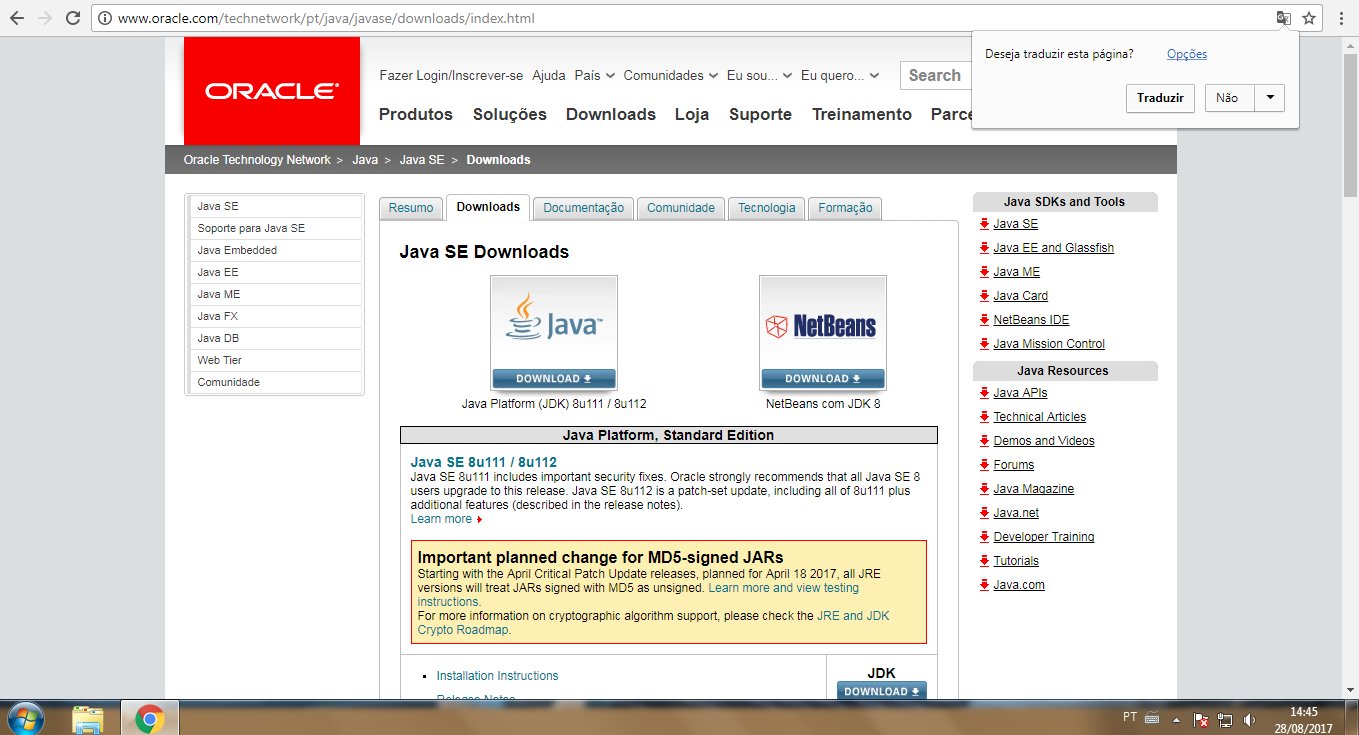 www.oracle.com/technetwork/pt/java/javase/downloads/index.html
Deseja traduzir esta página? Opções
Traduzir Não
ORACLE
Fazer Login/Inscrever-se Ajuda País Comunidades Eu sou... Eu quero... Search
Produtos Soluções Downloads Loja Suporte Treinamento Parce
Oracle Technology Network > Java > Java SE > Downloads
Java SE
Soporte para Java SE
Java Embedded
Java EE
Java ME
Java FX
Java DB
Web Tier
Comunidade
Resumo Downloads Documentação Comunidade Tecnologia Formação
Java SE Downloads
Java™
DOWNLOAD
Java Platform (JDK) 8u111 / 8u112
NetBeans
DOWNLOAD
NetBeans com JDK 8
Java Platform, Standard Edition
Java SE 8u111 / 8u112
Java SE 8u111 includes important security fixes. Oracle strongly recommends that all Java SE 8
users upgrade to this release. Java SE 8u112 is a patch-set update, including all of 8u111 plus
additional features (described in the release notes).
Learn more
Important planned change for MD5-signed JARs
Starting with the April Critical Patch Update releases, planned for April 18 2017, all JRE
versions will treat JARs signed with MD5 as unsigned. Learn more and view testing
instructions.
For more information on cryptographic algorithm support, please check the JRE and JDK
Crypto Roadmap.
Installation Instructions
Release Notes
JDK
DOWNLOAD
Java SDKs and Tools
Java SE
Java EE and Glassfish
Java ME
Java Card
NetBeans IDE
Java Mission Control
Java Resources
Java APIs
Technical Articles
Demos and Videos
Forums
Java Magazine
Java.net
Developer Training
Tutorials
Java.com
PT
14:45
28/08/2017